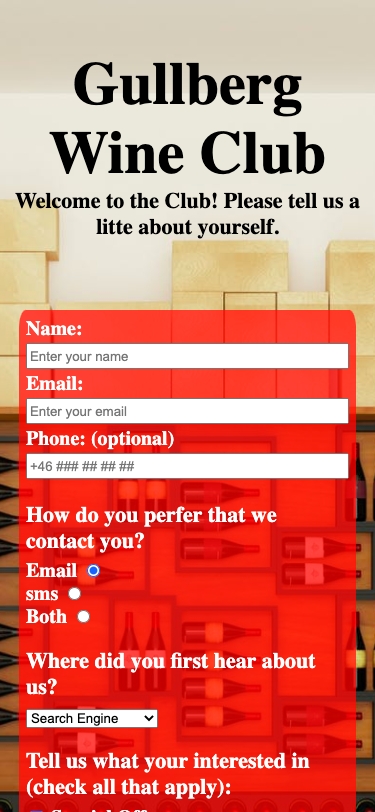 Gullberg
Wine Club
Welcome to the Club! Please tell us a
litte about yourself.
Name:
Enter your name
Email:
Enter your email
Phone: (optional)
+46 ### ## ## ##
How do you perfer that we
contact you?
Email
sms
Both
Where did you first hear about
us?
Search Engine
Tell us what your interested in
(check all that apply):